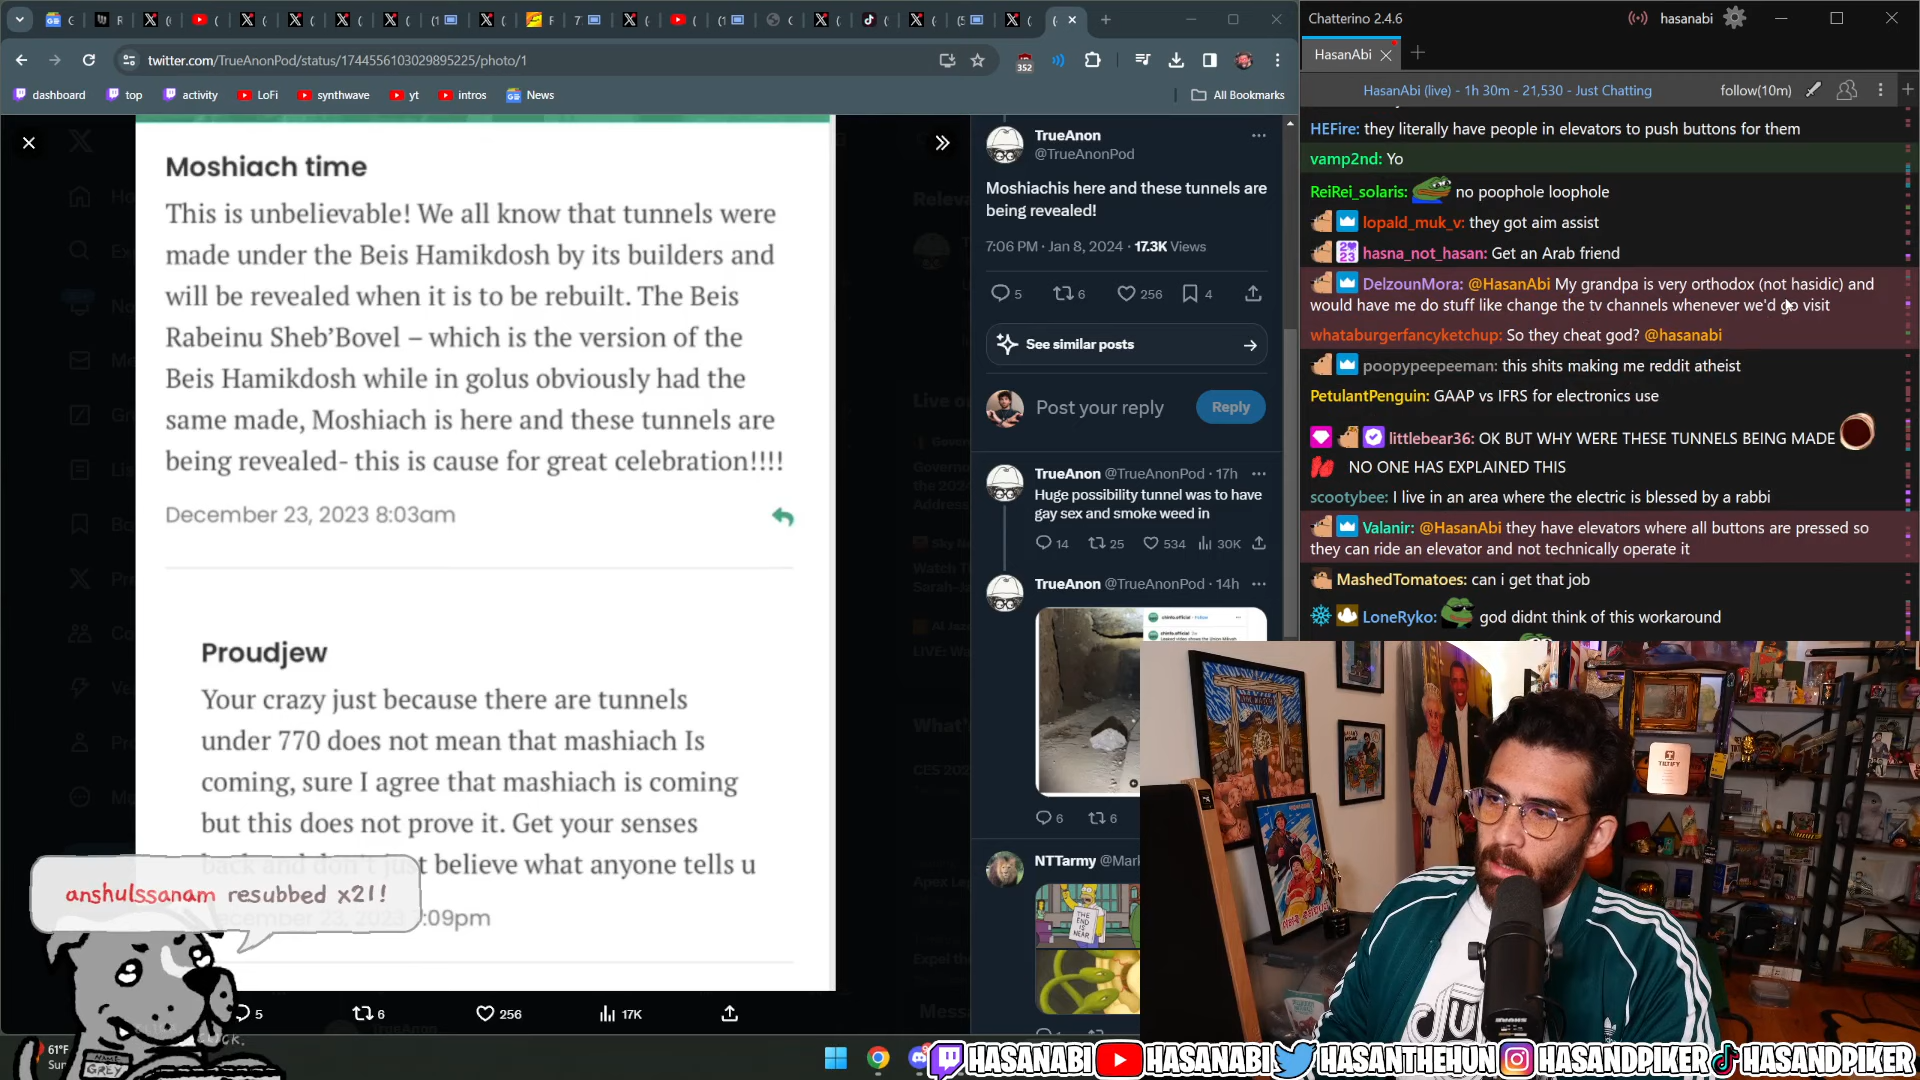 twitter.com/TrueAnonPod/status/1744556103029895225/photo/1
352
dashboard
top
activity
LoFi
synthwave
yt
intros
News
All Bookmarks
Moshiach time
This is unbelievable! We all know that tunnels were
made under the Beis Hamikdosh by its builders and
will be revealed when it is to be rebuilt. The Beis
Rabeinu Sheb’Bovel – which is the version of the
Beis Hamikdosh while in golus obviously had the
same made, Moshiach is here and these tunnels are
being revealed- this is cause for great celebration!!!!
December 23, 2023 8:03am
Proudjew
Your crazy just because there are tunnels
under 770 does not mean that mashiach Is
coming, sure I agree that mashiach is coming
but this does not prove it. Get your senses
back and don't just believe what anyone tells u
December 23, 2023 :09pm
anshulssanam resubbed x21!
5
6
256
17K
61°F
TrueAnon
@TrueAnonPod
Moshiachis here and these tunnels are
being revealed!
7:06 PM · Jan 8, 2024 · 17.3K Views
5
6
256
4
See similar posts
Post your reply
Reply
TrueAnon @TrueAnonPod · 17h
Huge possibility tunnel was to have
gay sex and smoke weed in
14
25
534
30K
TrueAnon @TrueAnonPod · 14h
6
6
NTTarmy @Mark
THE
END
IS
NEAR
Chatterino 2.4.6
hasanabi
HasanAbi
HasanAbi (live) - 1h 30m - 21,530 - Just Chatting
follow(10m)
HEFire: they literally have people in elevators to push buttons for them
vamp2nd: Yo
ReiRei_solaris: no poophole loophole
lopald_muk_v: they got aim assist
hasna_not_hasan: Get an Arab friend
DelzounMora: @HasanAbi My grandpa is very orthodox (not hasidic) and
would have me do stuff like change the tv channels whenever we'd go visit
whataburgerfancyketchup: So they cheat god? @hasanabi
poopypeepeeman: this shits making me reddit atheist
PetulantPenguin: GAAP vs IFRS for electronics use
littlebear36: OK BUT WHY WERE THESE TUNNELS BEING MADE
NO ONE HAS EXPLAINED THIS
scootybee: I live in an area where the electric is blessed by a rabbi
Valanir: @HasanAbi they have elevators where all buttons are pressed so
they can ride an elevator and not technically operate it
MashedTomatoes: can i get that job
LoneRyko: god didnt think of this workaround
TILTIFY
HASANABI
HASANABI
HASANTHEHUN
HASANDPIKER
HASANDPIKER